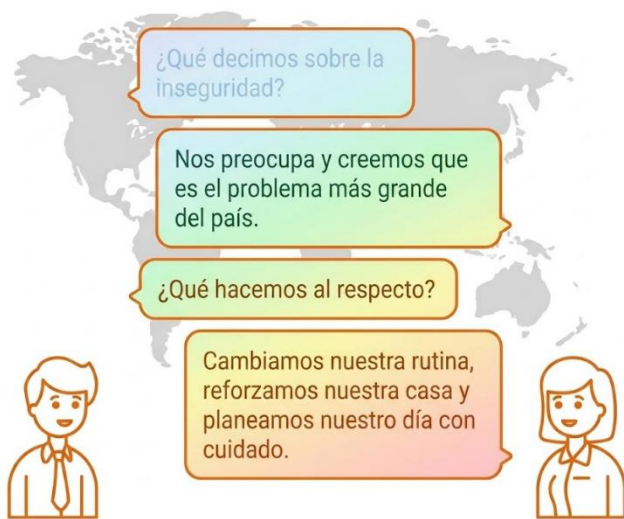 ¿Qué decimos sobre la
inseguridad?
Nos preocupa y creemos que
es el problema más grande
del país.
¿Qué hacemos al respecto?
Cambiamos nuestra rutina,
reforzamos nuestra casa y
planeamos nuestro día con
cuidado.